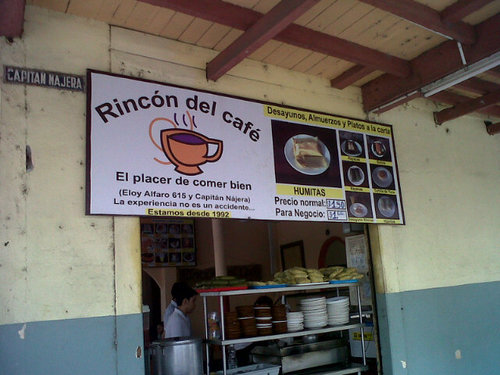 CAPITAN NAJERA
Rincón del café
El placer de comer bien
(Eloy Alfaro 615 y Capitán Nájera)
La experiencia no es un accidente...
Estamos desde 1992
Desayunos, Almuerzos y Platos a la carta
HUMITAS
Precio normal:
Para Negocio: